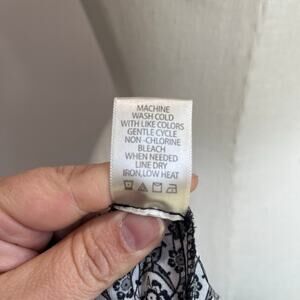 MACHINE
WASH COLD
WITH LIKE COLORS
GENTLE CYCLE
NON -CHLORINE
BLEACH
WHEN NEEDED
LINE DRY
IRON,LOW HEAT